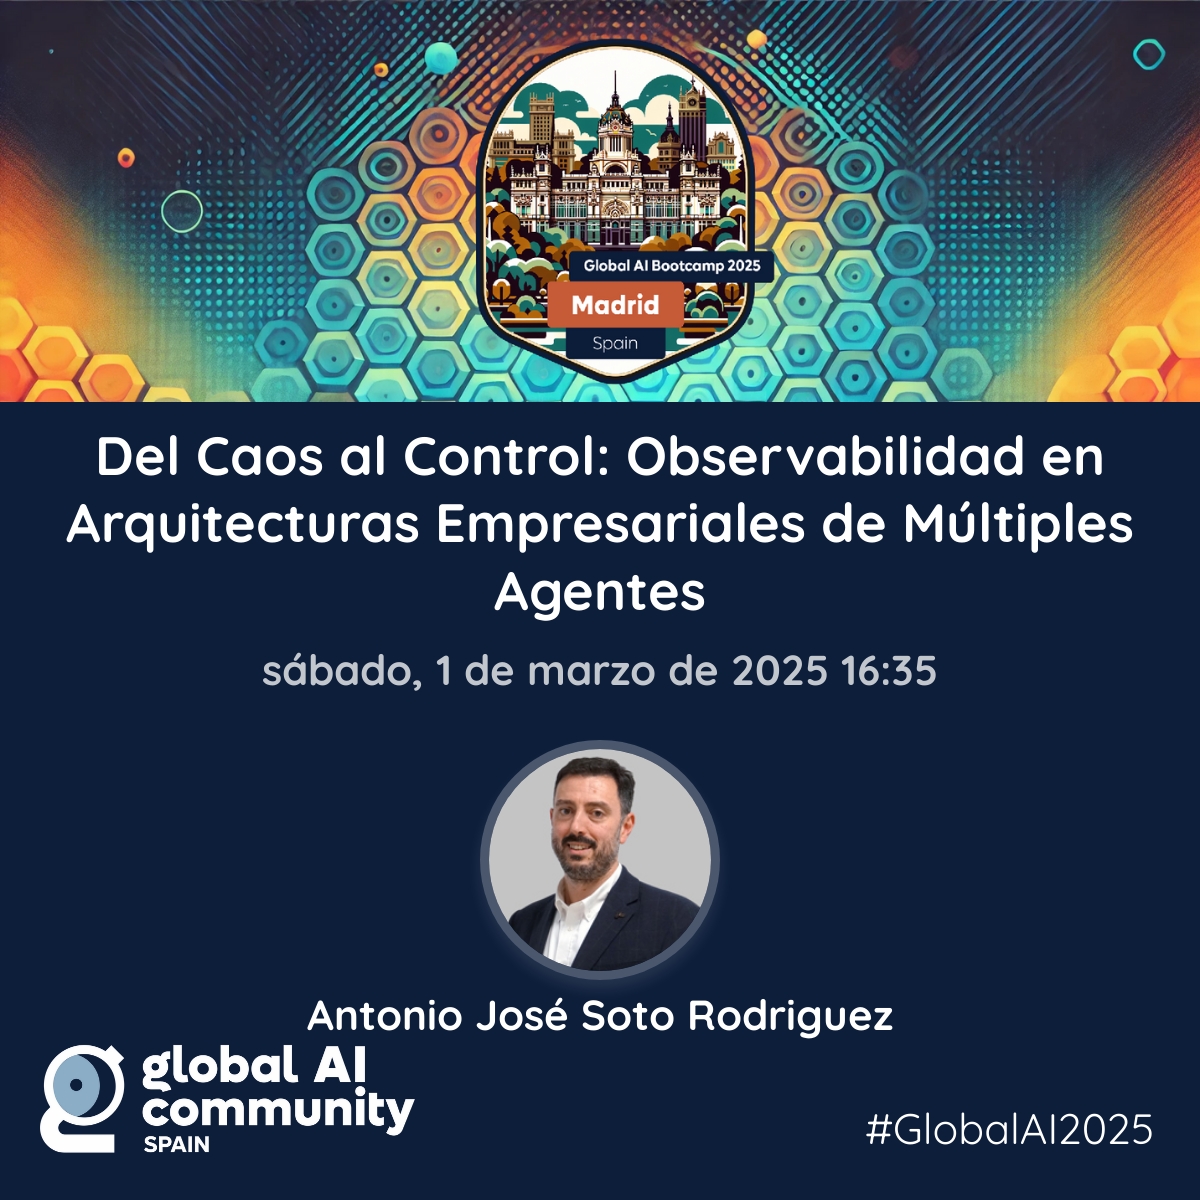 Global AI Bootcamp 2025
Madrid
Spain
Del Caos al Control: Observabilidad en
Arquitecturas Empresariales de Múltiples
Agentes
sábado, 1 de marzo de 2025 16:35
Antonio José Soto Rodriguez
global AI
community
SPAIN
#GlobalAI2025